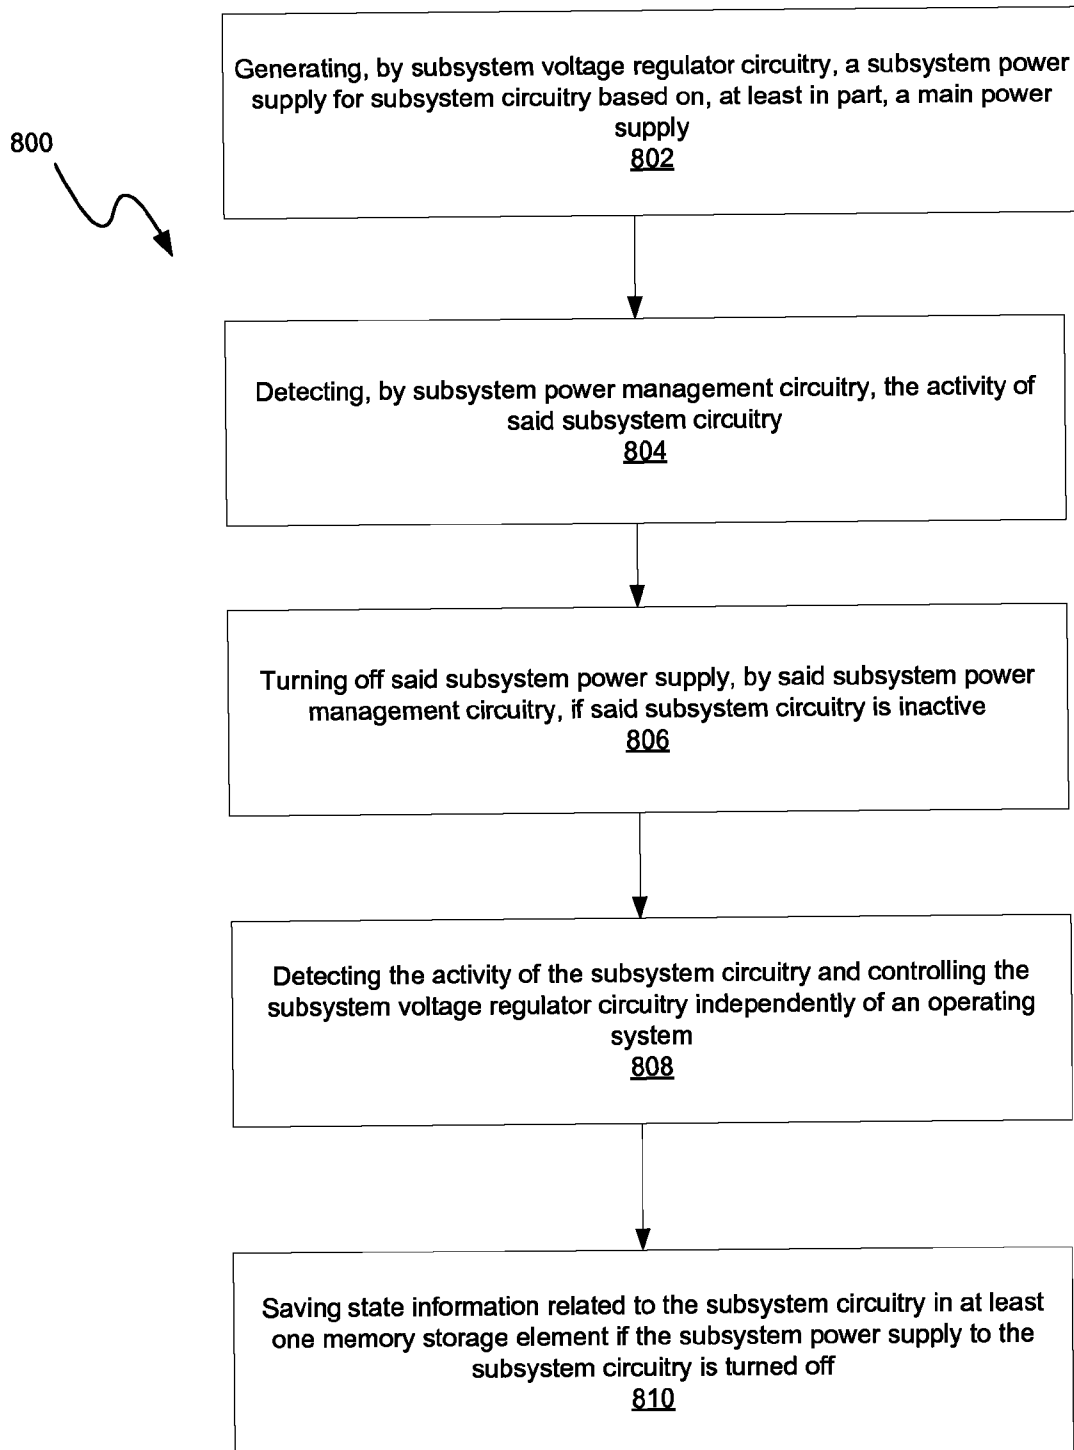 Generating, by subsystem voltage regulator circuitry, a subsystem power
supply for subsystem circuitry based on, at least in part, a main power
supply
802
800
Detecting, by subsystem power management circuitry, the activity of
said subsystem circuitry
804
Turning off said subsystem power supply, by said subsystem power
management circuitry, if said subsystem circuitry is inactive
806
Detecting the activity of the subsystem circuitry and controlling the
subsystem voltage regulator circuitry independently of an operating
system
808
Saving state information related to the subsystem circuitry in at least
one memory storage element if the subsystem power supply to the
subsystem circuitry is turned off
810